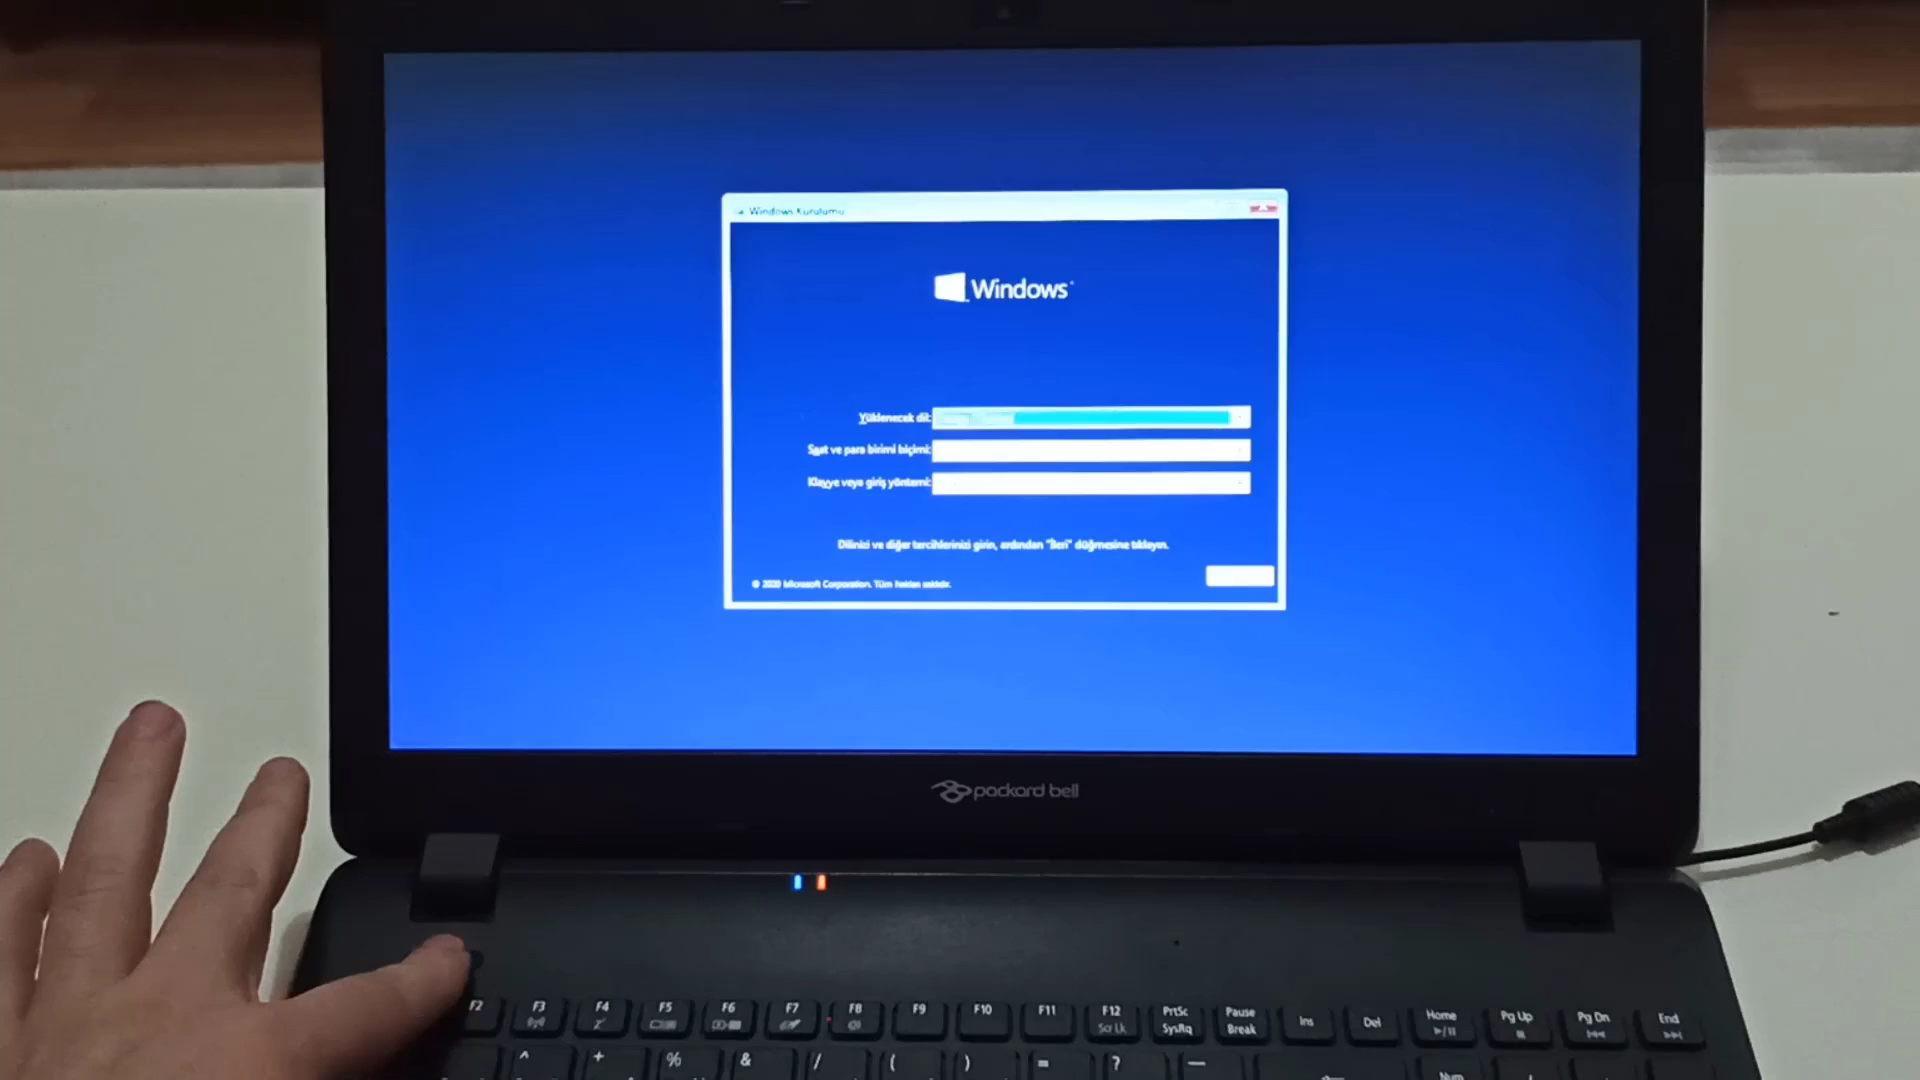 Windows Kurulumu
Windows
Yüklenecek dil:
Saat ve para birimi biçimi:
Klavye veya giriş yöntemi:
Dilinizi ve diğer tercihlerinizi girin, ardından "İleri" düğmesine tıklayın.
© 2020 Microsoft Corporation. Tüm hakları saklıdır.
packard bell
F2 F3 F4 F5 F6 F7 F8 F9 F10 F11 F12 PrtSc Pause Ins Del Home Pg Up Pg Dn End
Scr Lk SysRq Break
^ + % & / ( ) = ? Num